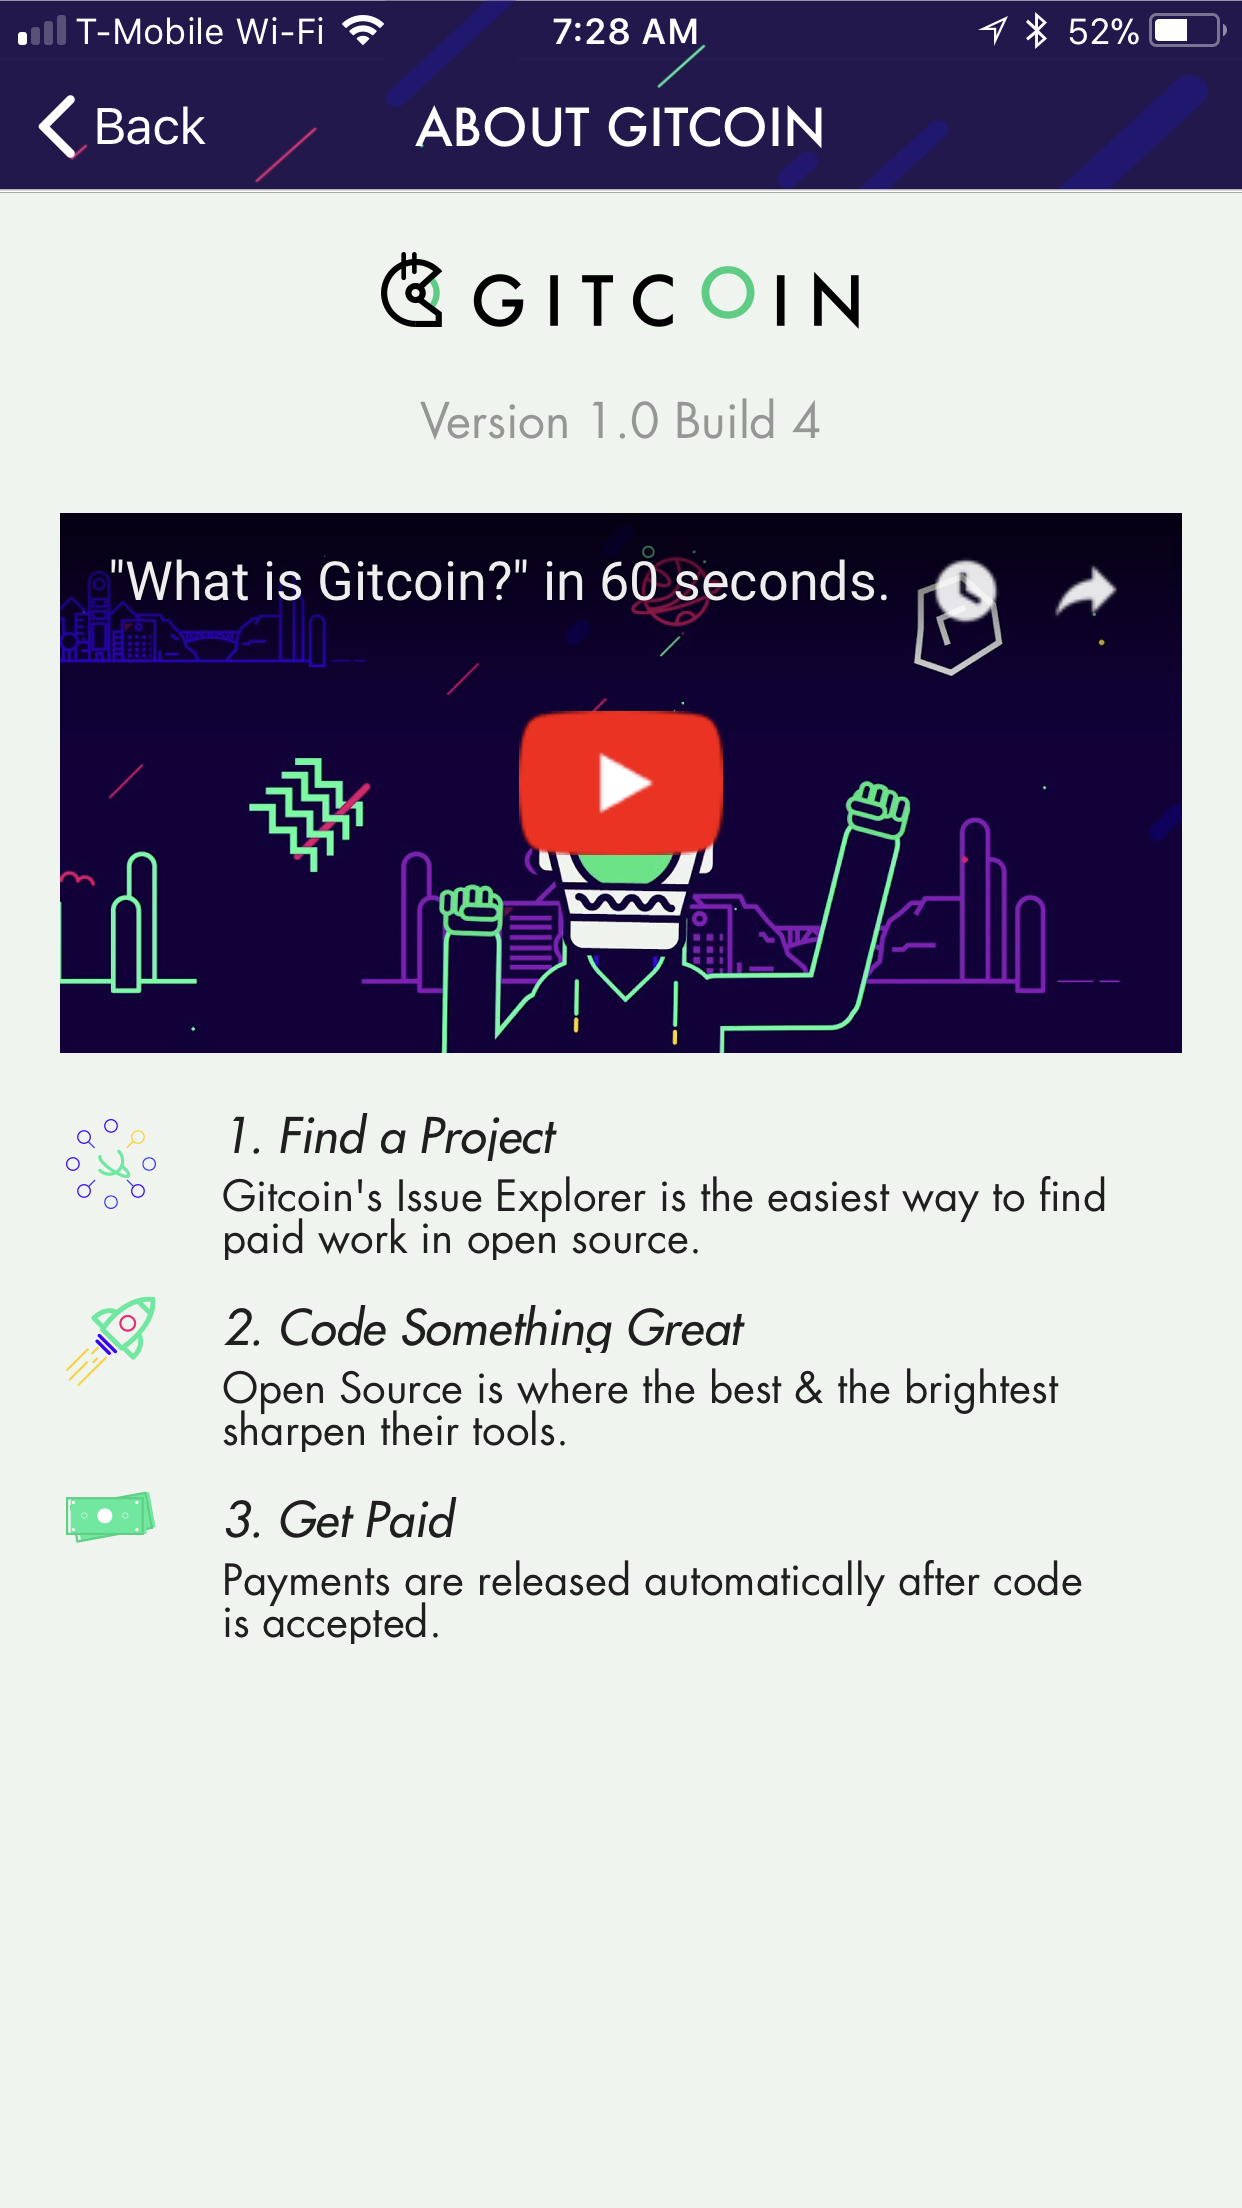 T-Mobile Wi-Fi 7:28 AM 52%
Back ABOUT GITCOIN
GITCOIN
Version 1.0 Build 4
"What is Gitcoin?" in 60 seconds.
1. Find a Project
Gitcoin's Issue Explorer is the easiest way to find
paid work in open source.
2. Code Something Great
Open Source is where the best & the brightest
sharpen their tools.
3. Get Paid
Payments are released automatically after code
is accepted.